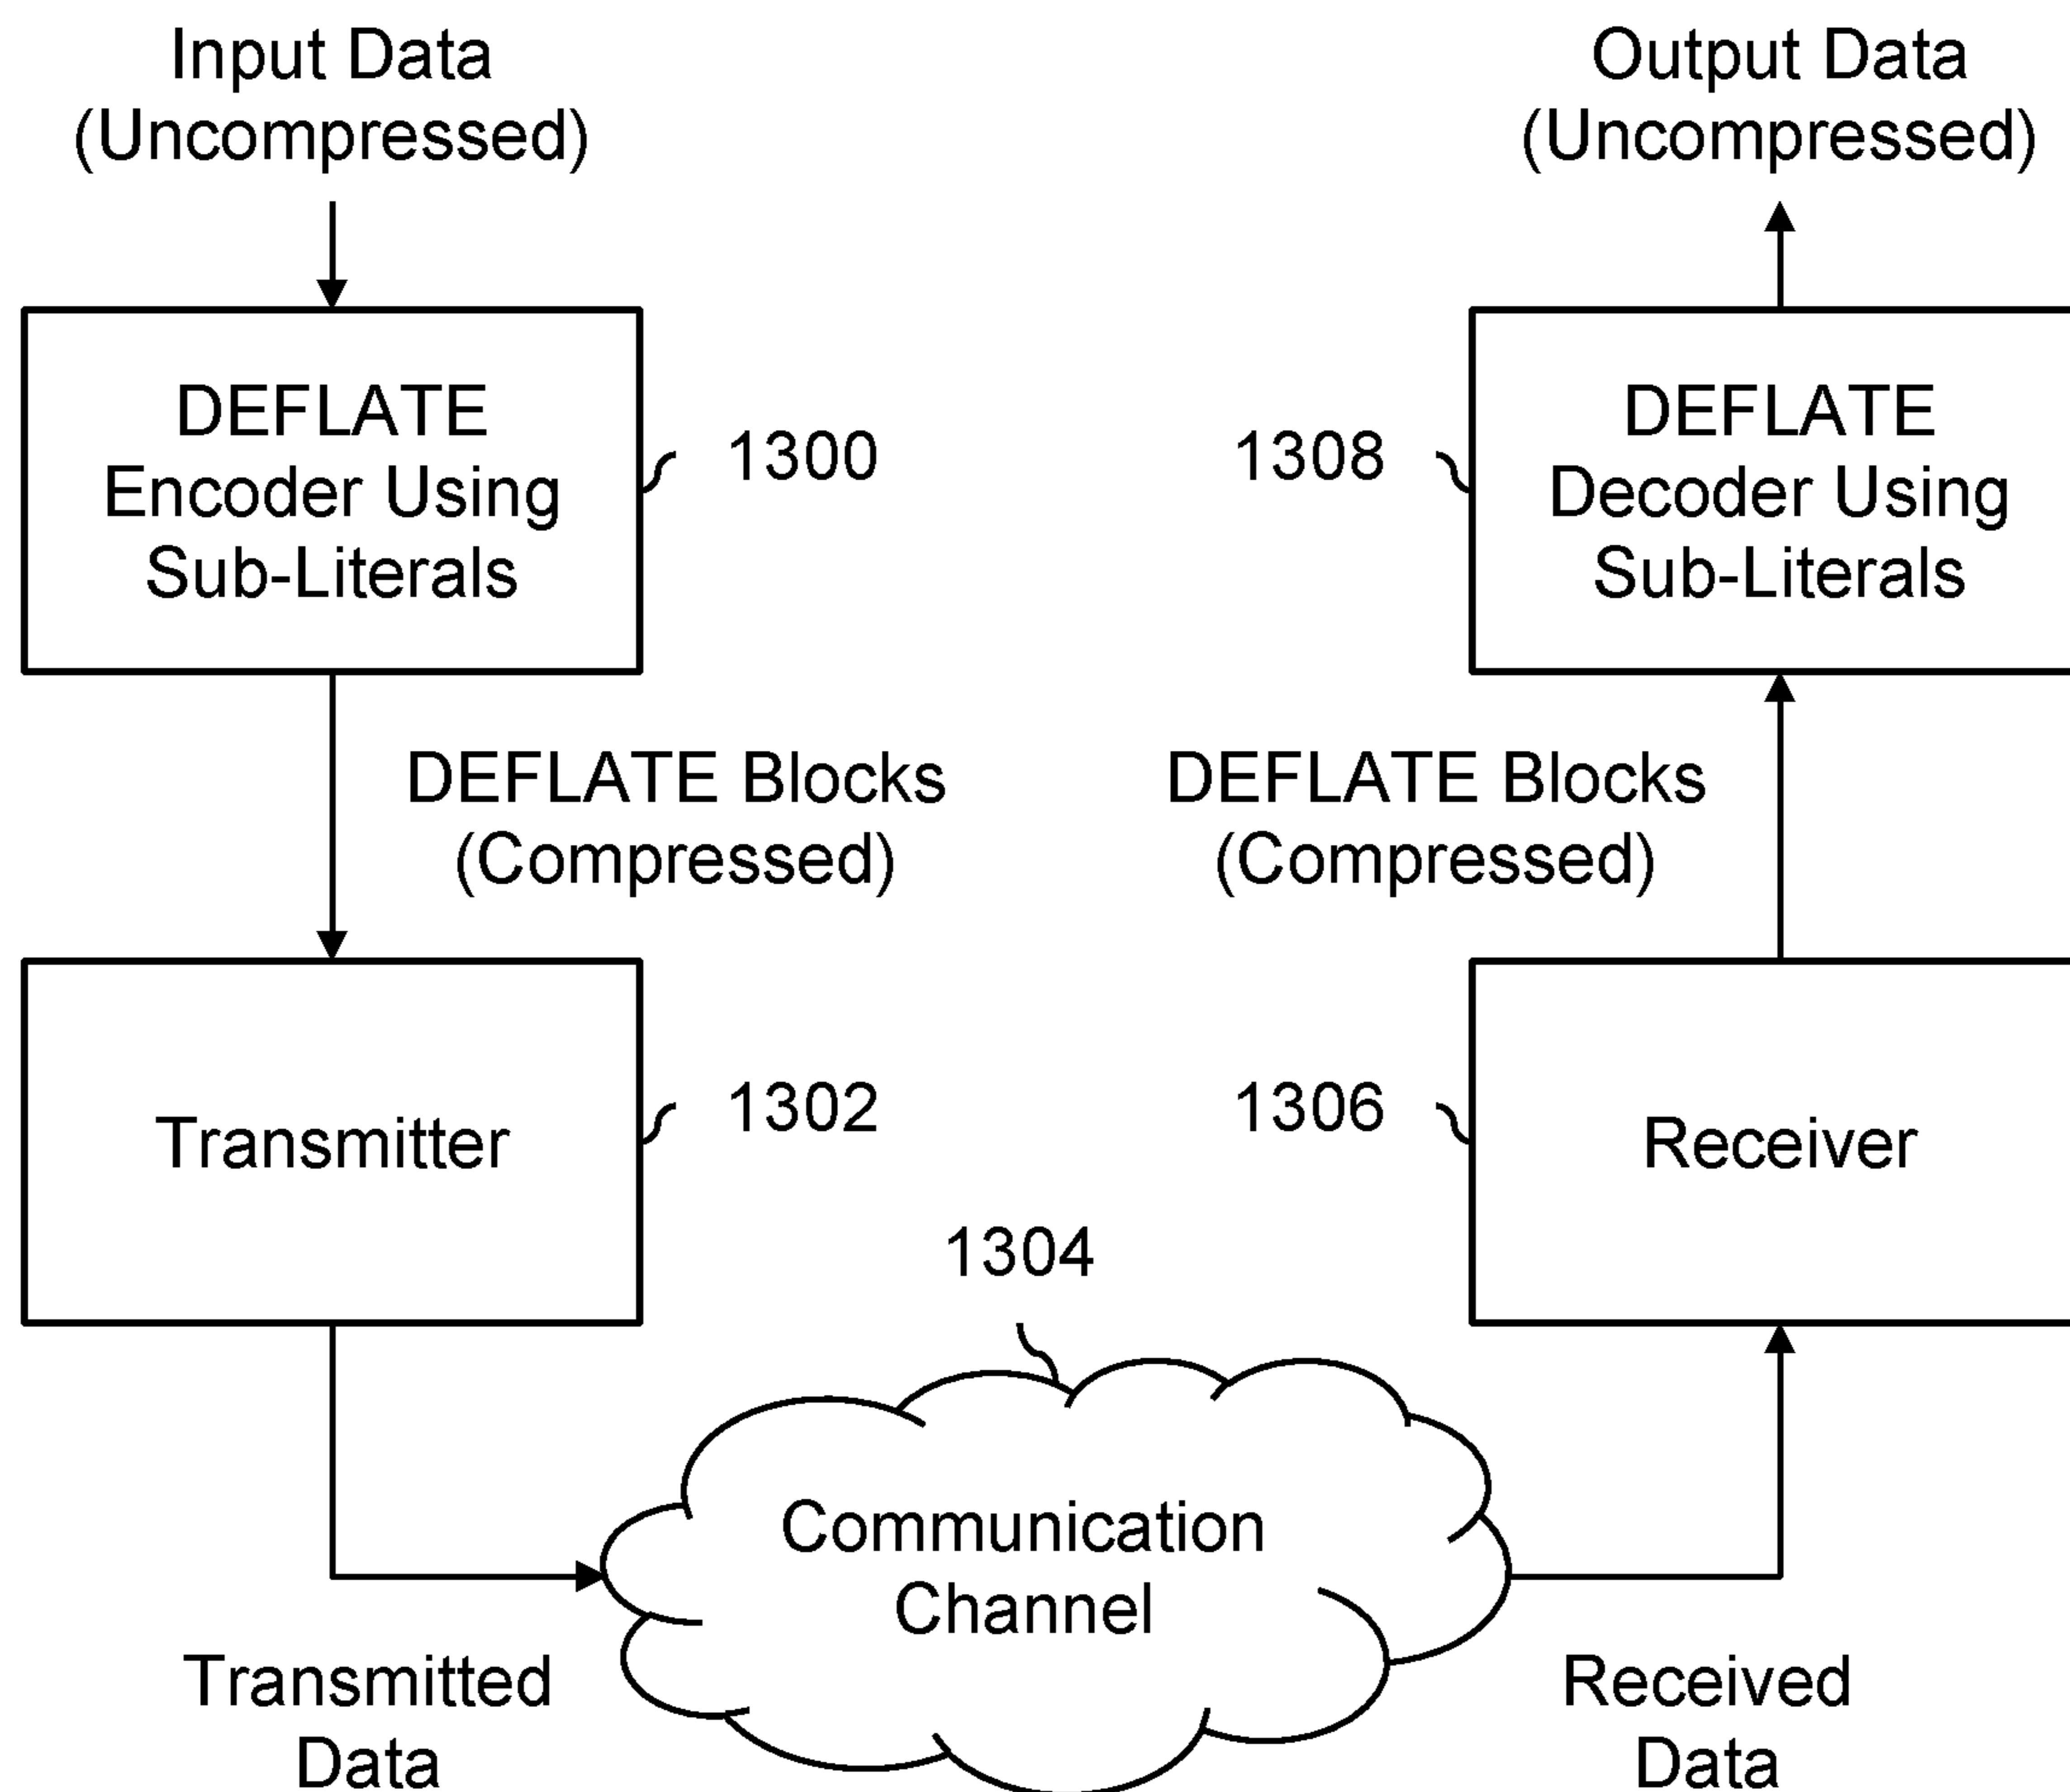 Input Data
(Uncompressed)
Output Data
(Uncompressed)
DEFLATE
Encoder Using
Sub-Literals
1300
1308
DEFLATE
Decoder Using
Sub-Literals
DEFLATE Blocks
(Compressed)
DEFLATE Blocks
(Compressed)
Transmitter
1302
1306
Receiver
1304
Communication
Channel
Transmitted
Data
Received
Data